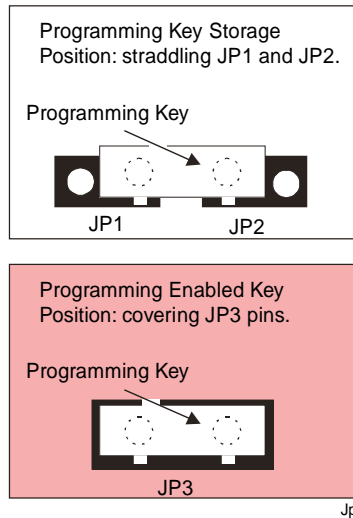 Programming Key Storage
Position: straddling JP1 and JP2.
Programming Key
JP1
JP2
Programming Enabled Key
Position: covering JP3 pins.
Programming Key
JP3